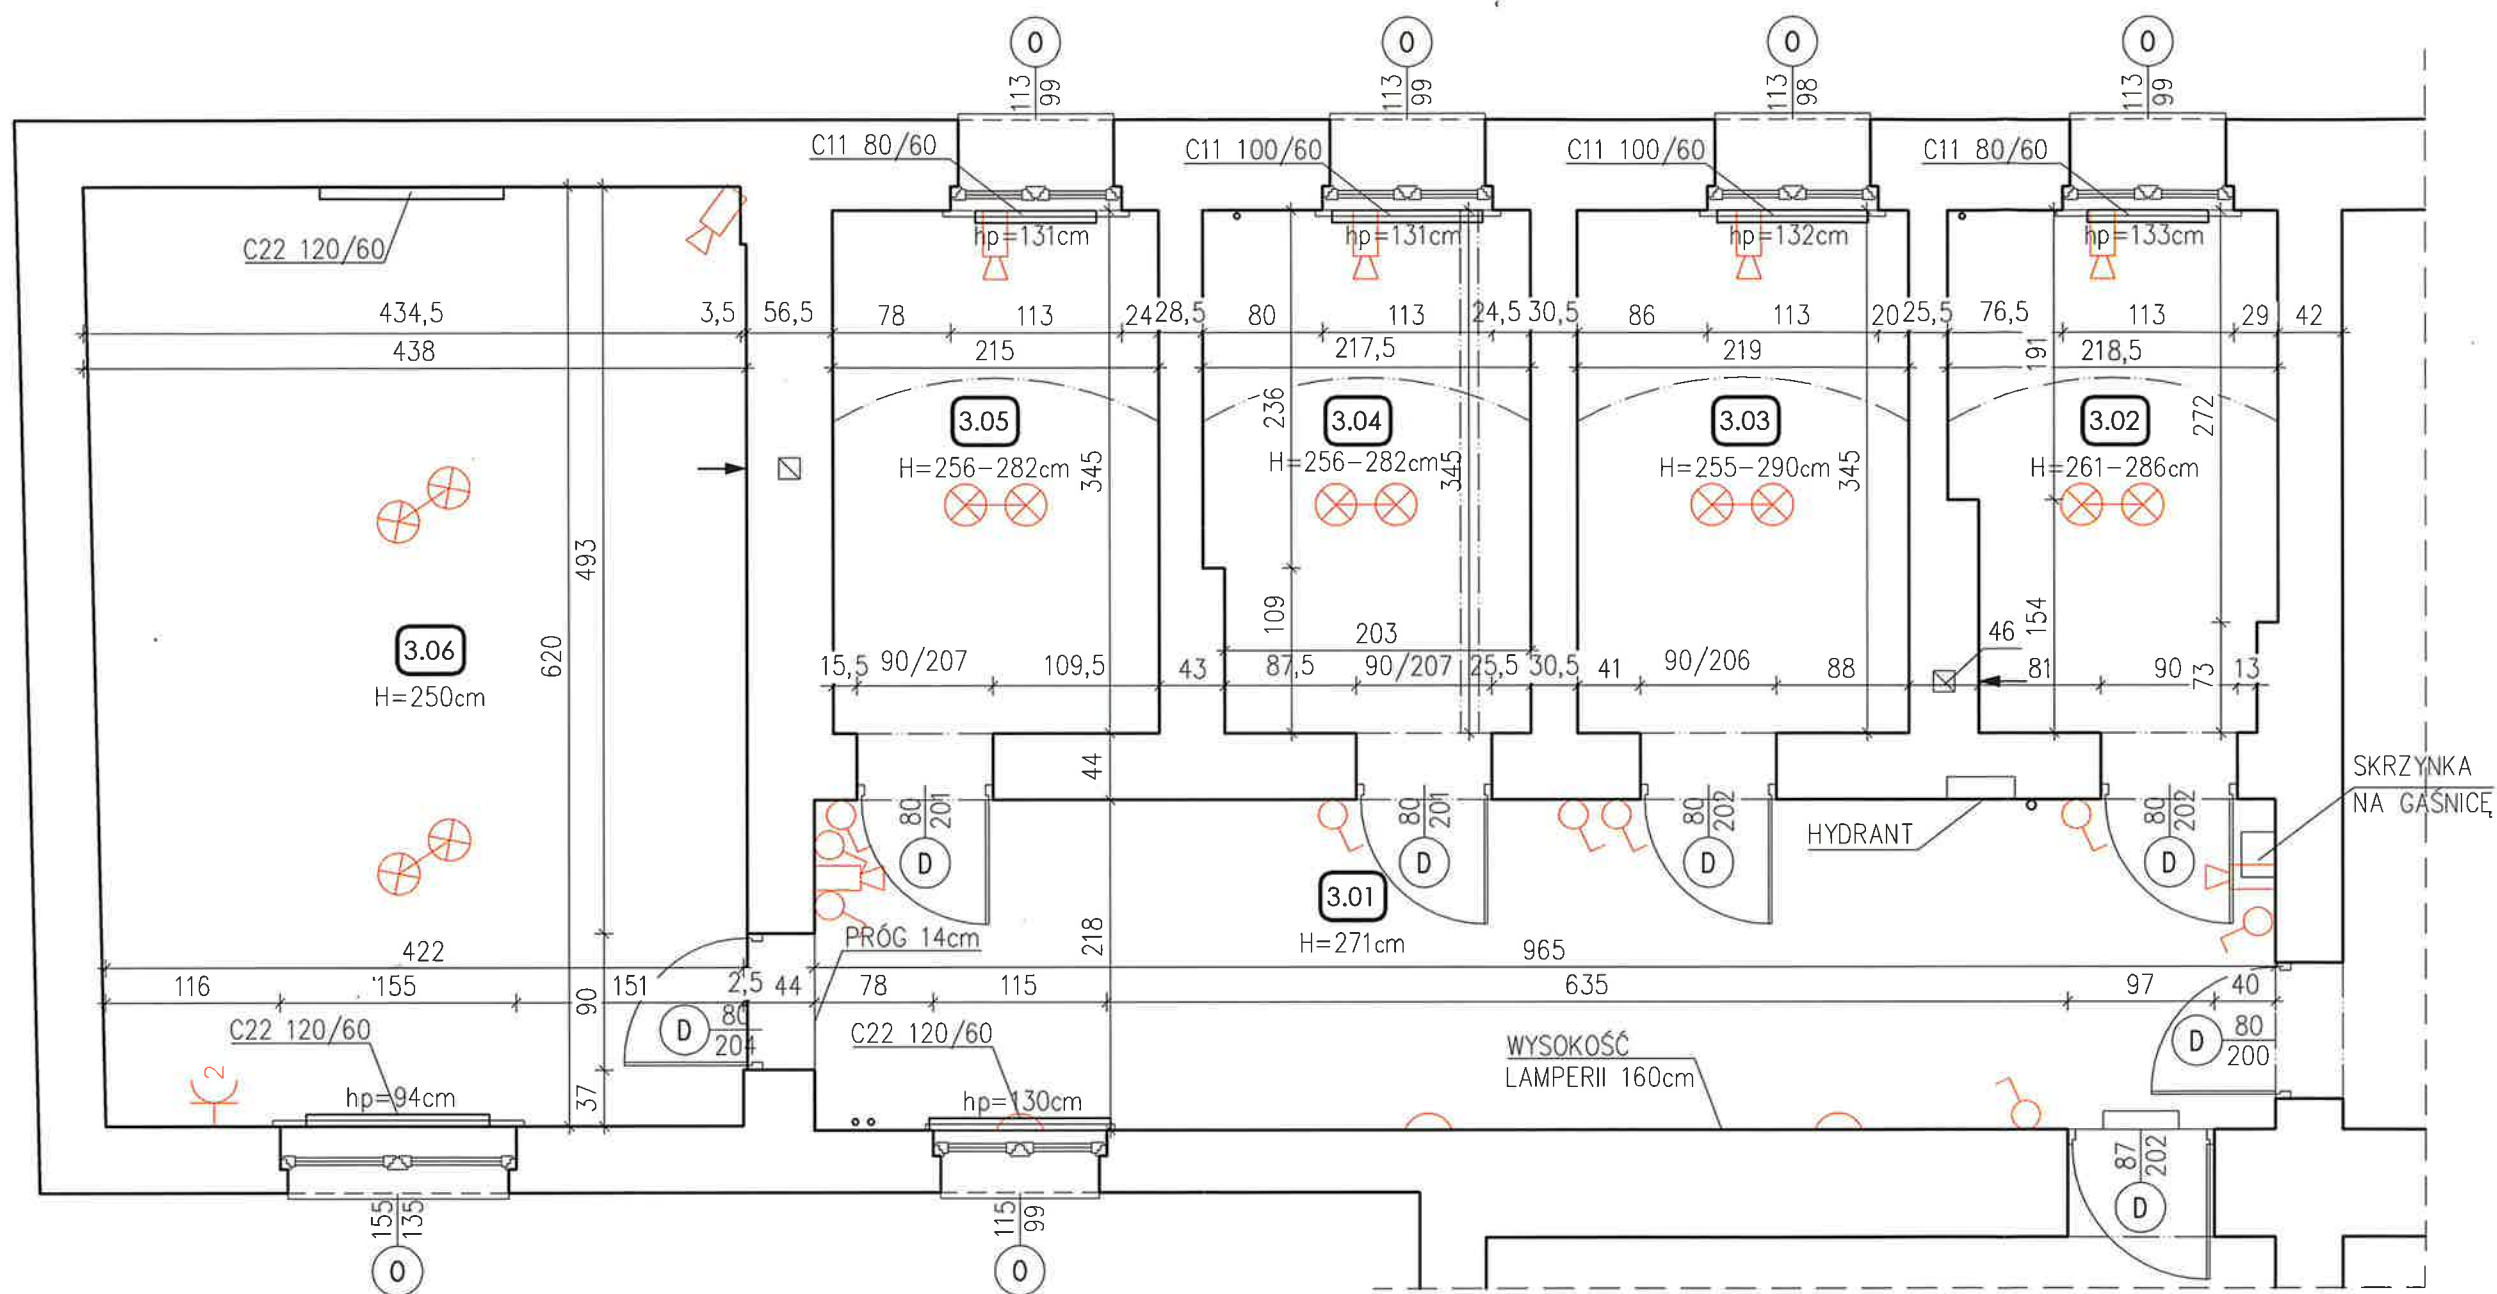 O O O O
113 99 113 99 113 98 113 99
C11 80/60 C11 100/60 C11 100/60 C11 80/60
C22 120/60 hp=131cm hp=131cm hp=132cm hp=133cm
434,5 3,5 56,5 78 113 24 28,5 80 113 24,5 30,5 86 113 20 25,5 76,5 113 29 42
438 215 217,5 219 191 218,5
3.05 236 3.04 3.03 3.02 272
H=256-282cm 345 H=256-282cm 345 H=255-290cm 345 H=261-286cm
493
109 154 46
3.06 620 203
H=250cm 15,5 90/207 109,5 43 87,5 90/207 25,5 30,5 41 90/206 88 81 90 73 13
44
SKRZYNKA
NA GAŚNICĘ
80 201 80 201 80 202 80 202
HYDRANT
D D D D
3.01
H=271cm
PRÓG 14cm 218
422 965
116 155 151 90 2,5 44 78 115 635 97 40
C22 120/60 D 80 204 C22 120/60 D 80 200
WYSOKOŚĆ
LAMPERII 160cm
2 hp=94cm 37 hp=130cm
87 202
D
155 135 115 99
O O